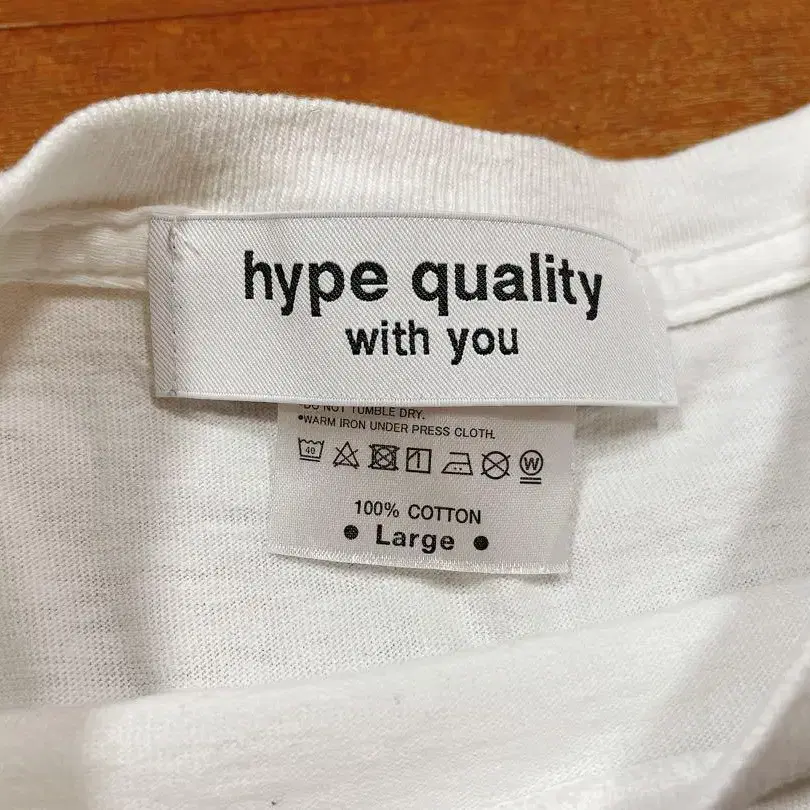 hype quality
with you
•DO NOT TUMBLE DRY.
•WARM IRON UNDER PRESS CLOTH.
40
W
100% COTTON
• Large •